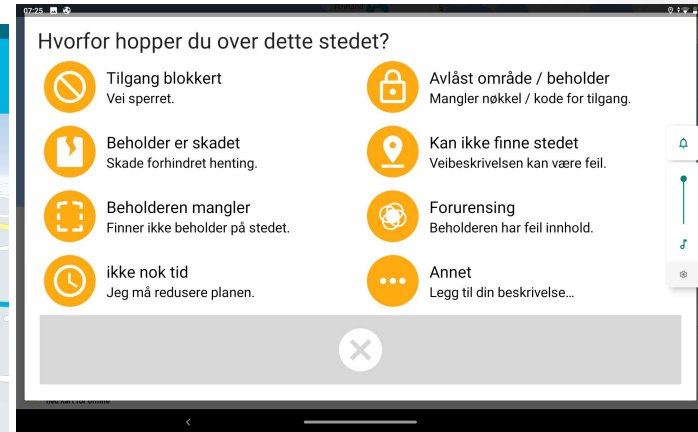 07:25
Hvorfor hopper du over dette stedet?
Tilgang blokkert
Vei sperret.
Avlåst område / beholder
Mangler nøkkel / kode for tilgang.
Beholder er skadet
Skade forhindret henting.
Kan ikke finne stedet
Veibeskrivelsen kan være feil.
Beholderen mangler
Finner ikke beholder på stedet.
Forurensing
Beholderen har feil innhold.
ikke nok tid
Jeg må redusere planen.
Annet
Legg til din beskrivelse...